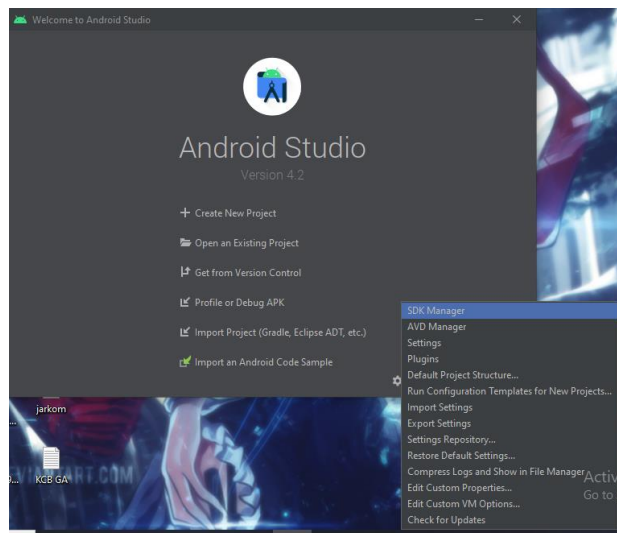 Welcome to Android Studio
Android Studio
Version 4.2
Create New Project
Open an Existing Project
Get from Version Control
Profile or Debug APK
Import Project (Gradle, Eclipse ADT, etc.)
Import an Android Code Sample
SDK Manager
AVD Manager
Settings
Plugins
Default Project Structure...
Run Configuration Templates for New Projects...
Import Settings
Export Settings
Settings Repository...
Restore Default Settings...
Compress Logs and Show in File Manager
Edit Custom Properties...
Edit Custom VM Options...
Check for Updates
Activ
Go to
jarkom
KCB GA
ART.COM